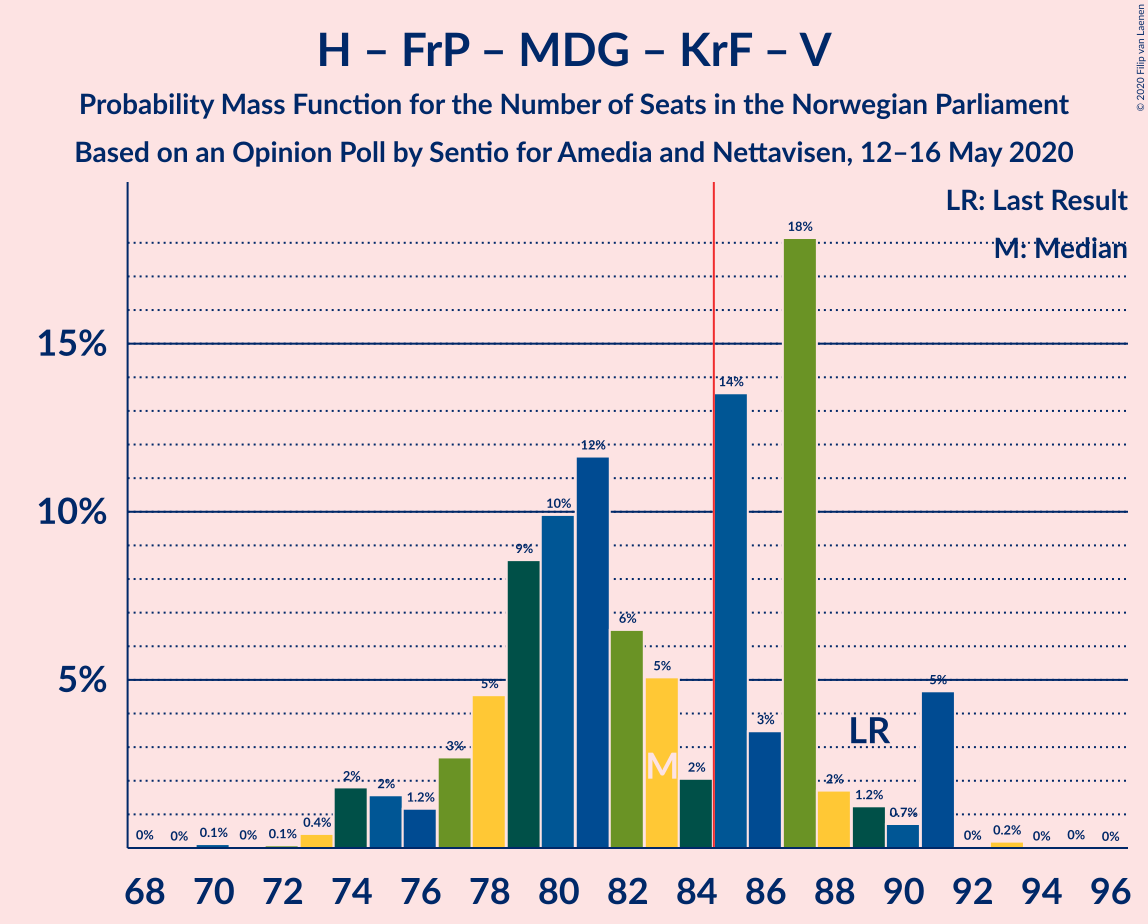 H – FrP – MDG – KrF – V
Probability Mass Function for the Number of Seats in the Norwegian Parliament
Based on an Opinion Poll by Sentio for Amedia and Nettavisen, 12–16 May 2020
© 2020 Filip van Laenen
LR: Last Result
M: Median
15%
10%
5%
0% 0% 0.1% 0% 0.1% 0.4% 2% 2% 1.2% 3% 5% 9% 10% 12% 6% 5% 2% 14% 3% 18% 2% 1.2% 0.7% 5% 0% 0.2% 0% 0% 0%
M
LR
68 70 72 74 76 78 80 82 84 86 88 90 92 94 96